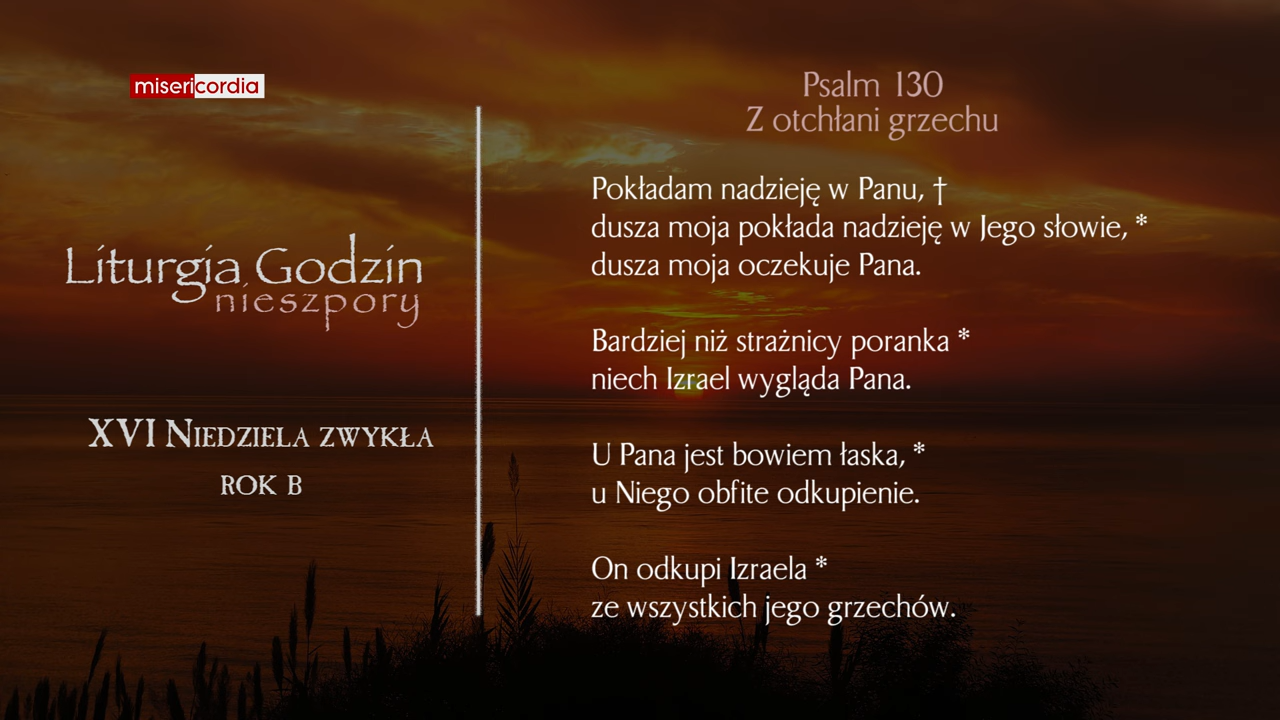 misericordia
Liturgia Godzin
nieszpory
XVI Niedziela zwykła
rok B
Psalm 130
Z otchłani grzechu
Pokładam nadzieję w Panu, †
dusza moja pokłada nadzieję w Jego słowie, *
dusza moja oczekuje Pana.
Bardziej niż strażnicy poranka *
niech Izrael wygląda Pana.
U Pana jest bowiem łaska, *
u Niego obfite odkupienie.
On odkupi Izraela *
ze wszystkich jego grzechów.